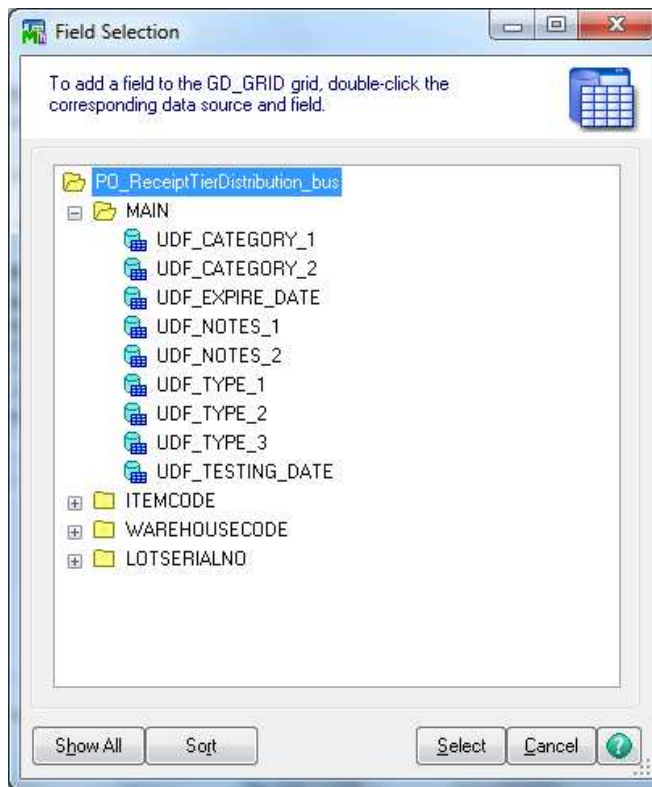 Field Selection
To add a field to the GD_GRID grid, double-click the
corresponding data source and field.
PO_ReceiptTierDistribution_bus
MAIN
UDF_CATEGORY_1
UDF_CATEGORY_2
UDF_EXPIRE_DATE
UDF_NOTES_1
UDF_NOTES_2
UDF_TYPE_1
UDF_TYPE_2
UDF_TYPE_3
UDF_TESTING_DATE
ITEMCODE
WAREHOUSECODE
LOTSERIALNO
Show All Sort Select Cancel ?